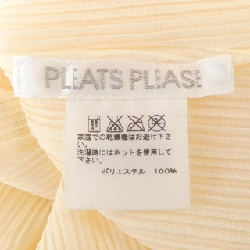 PLEATS PLEASE
家庭での乾燥機はお避け下さ
い。
洗濯時にはネットを使用して
下さい。
ポリエステル 100%